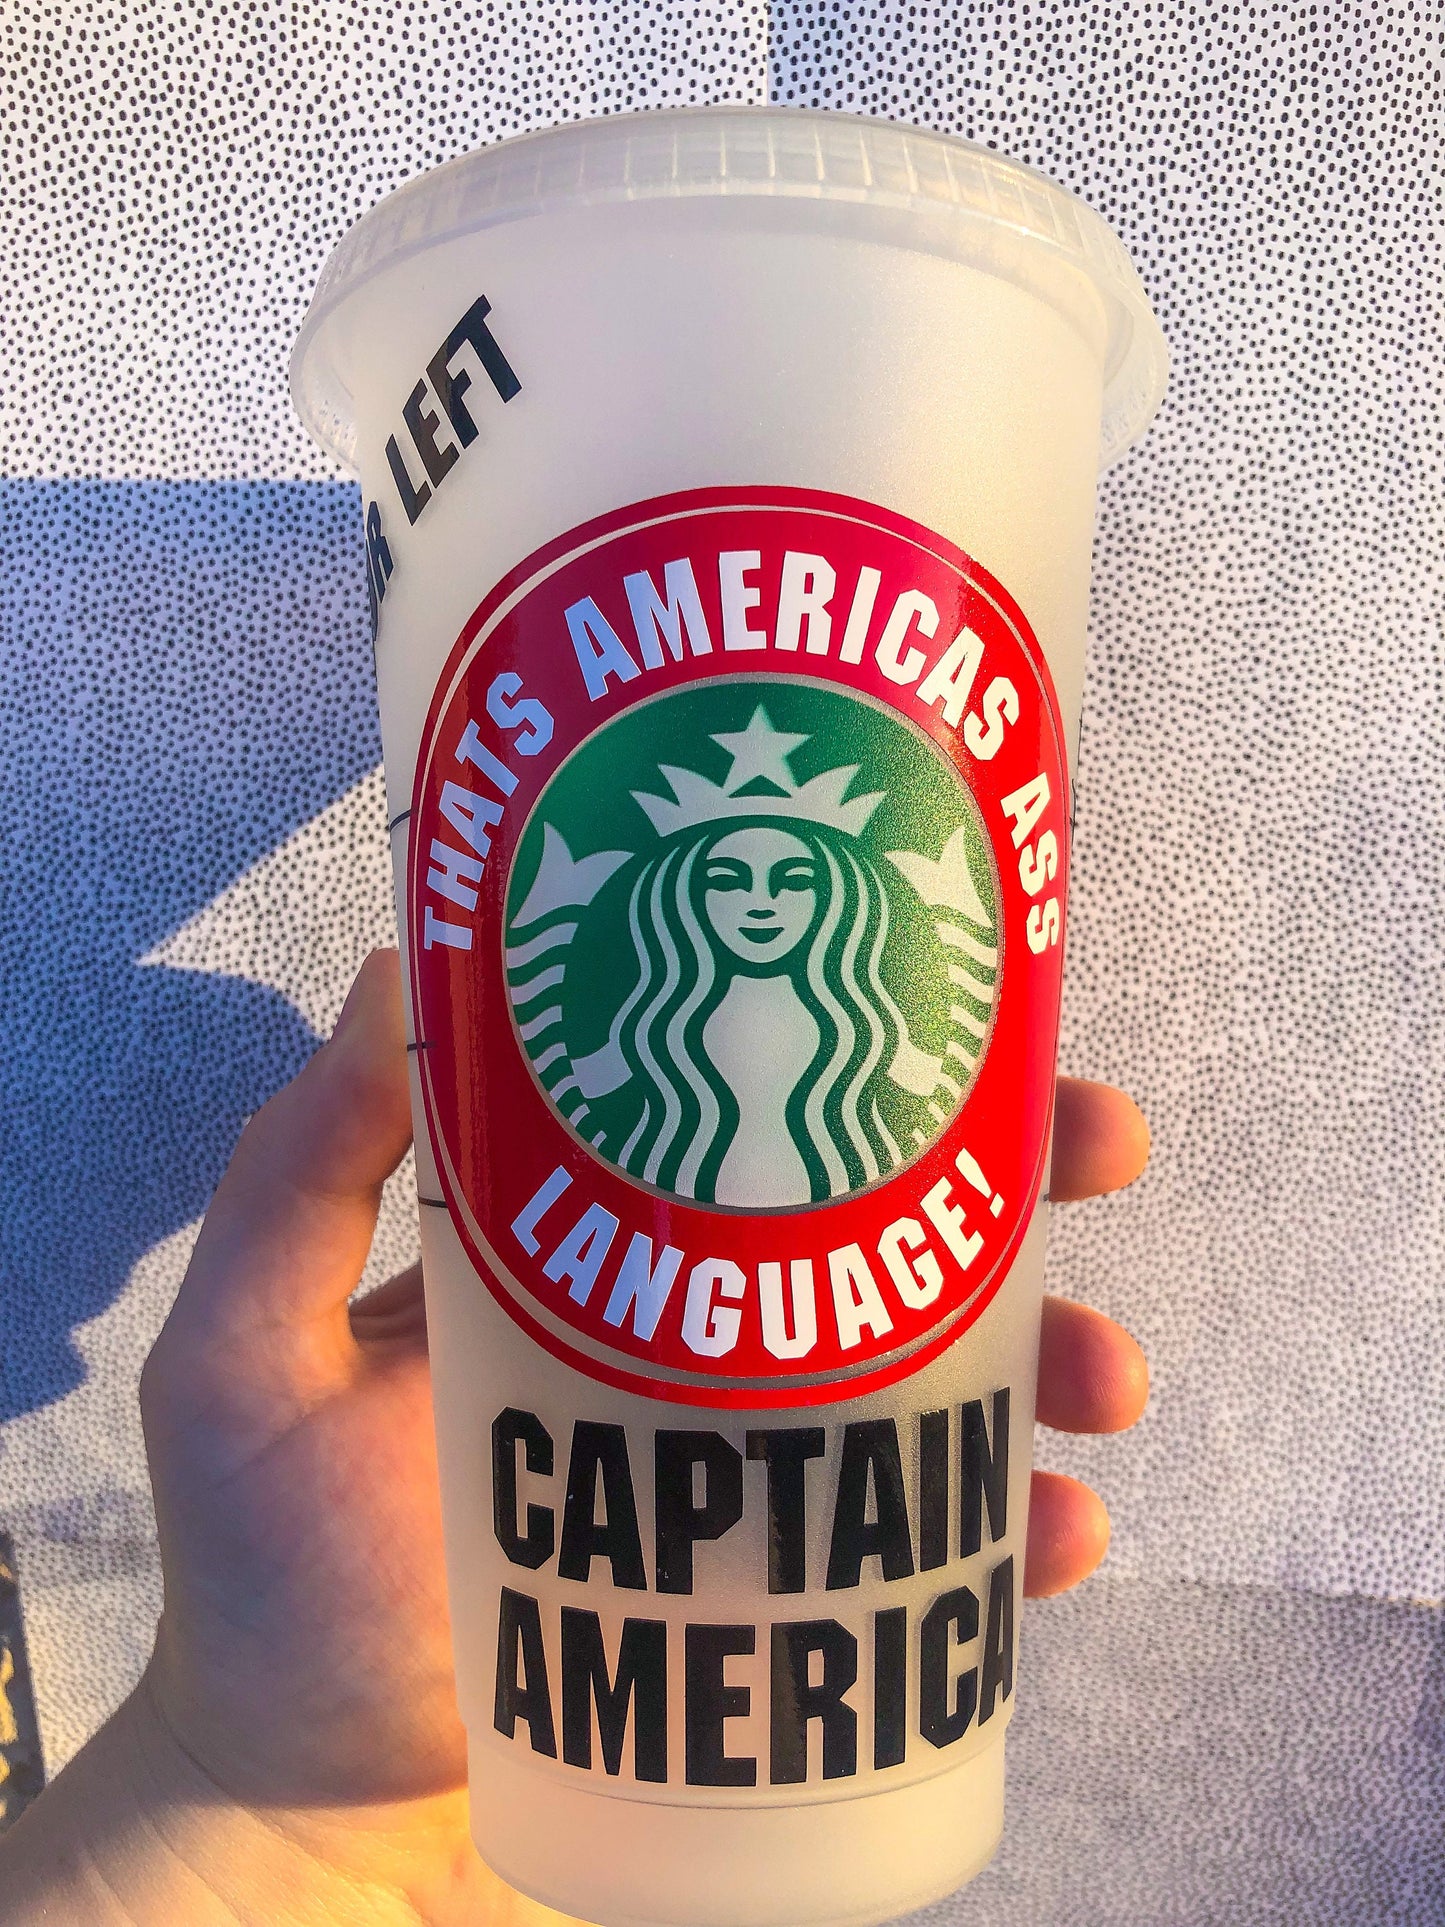 LEFT
THATS AMERICAS ASS
LANGUAGE!
CAPTAIN
AMERICA